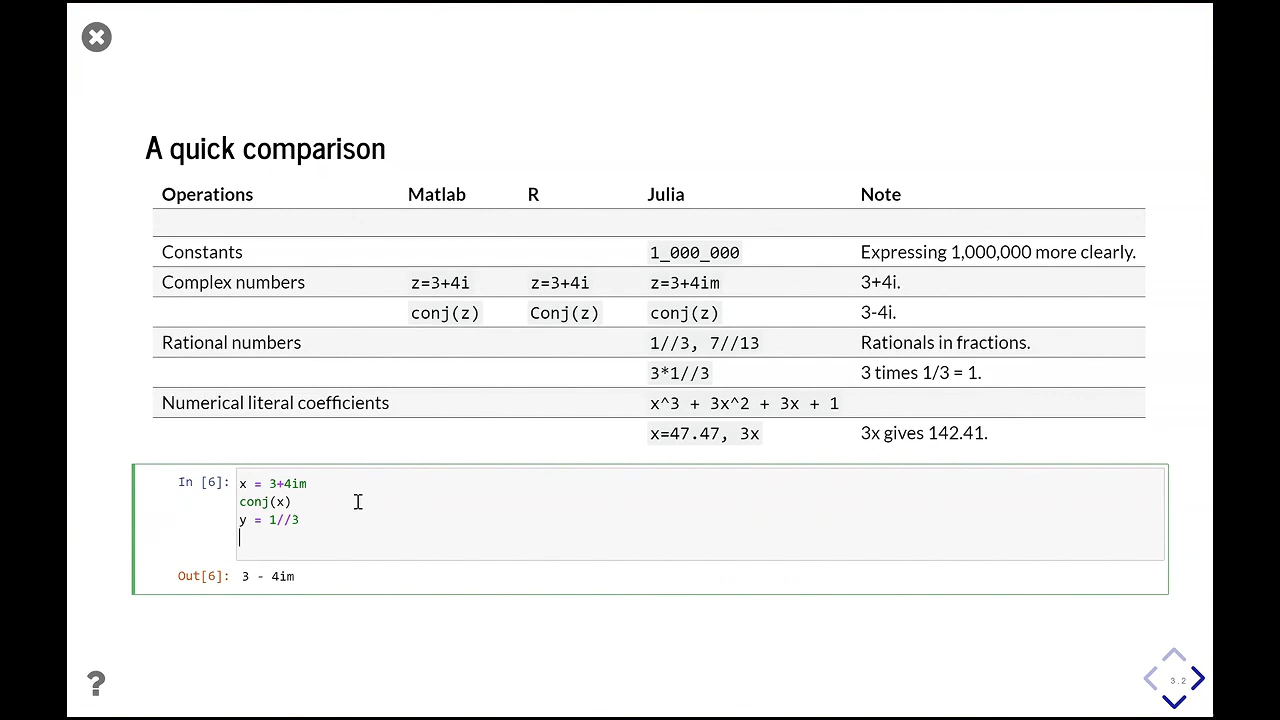 A quick comparison
Operations Matlab R Julia Note
Constants 1_000_000 Expressing 1,000,000 more clearly.
Complex numbers z=3+4i z=3+4i z=3+4im 3+4i.
conj(z) Conj(z) conj(z) 3-4i.
Rational numbers 1//3, 7//13 Rationals in fractions.
3*1//3 3 times 1/3 = 1.
Numerical literal coefficients x^3 + 3x^2 + 3x + 1
x=47.47, 3x 3x gives 142.41.
In [6]: x = 3+4im
conj(x)
y = 1//3
Out[6]: 3 - 4im
?
3.2